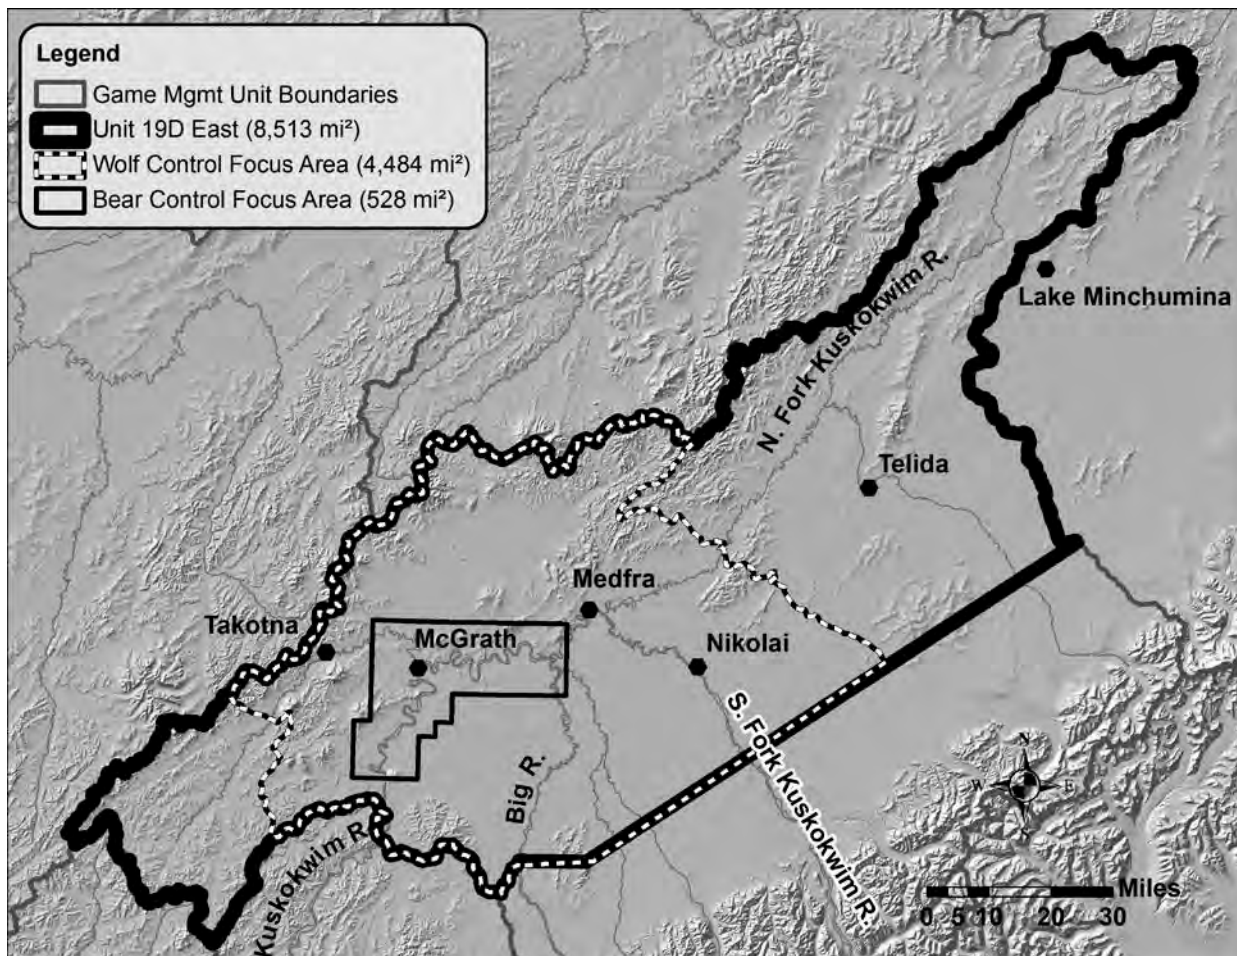 Legend
Game Mgmt Unit Boundaries
Unit 19D East (8,513 mi²)
Wolf Control Focus Area (4,484 mi²)
Bear Control Focus Area (528 mi²)
Lake Minchumina
N. Fork Kuskokwim R.
Telida
Medfra
Takotna
McGrath
Nikolai
S. Fork Kuskokwim R.
Big R.
Kuskokwim R.
N
W E
S
Miles
0 5 10 20 30